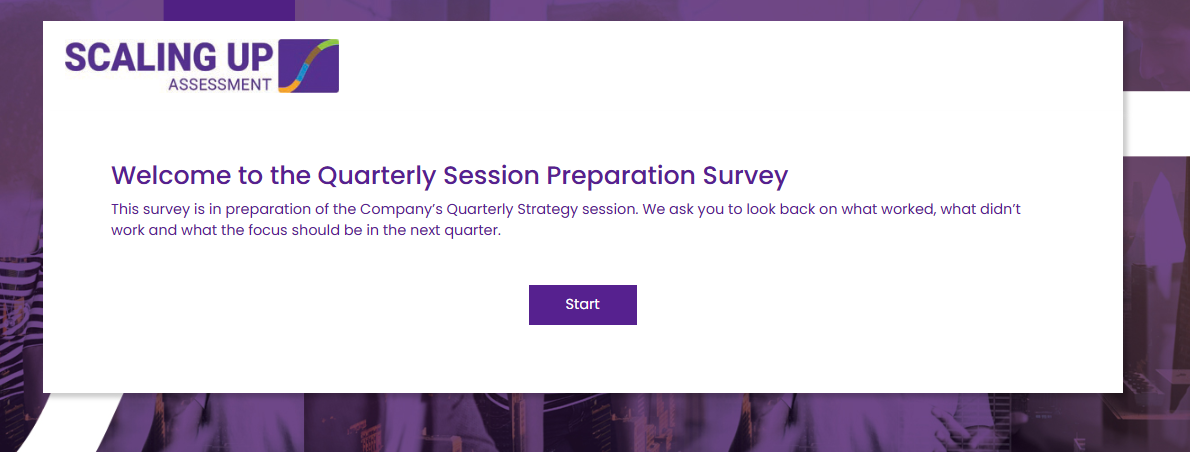 SCALING UP
ASSESSMENT
Welcome to the Quarterly Session Preparation Survey
This survey is in preparation of the Company’s Quarterly Strategy session. We ask you to look back on what worked, what didn’t
work and what the focus should be in the next quarter.
Start